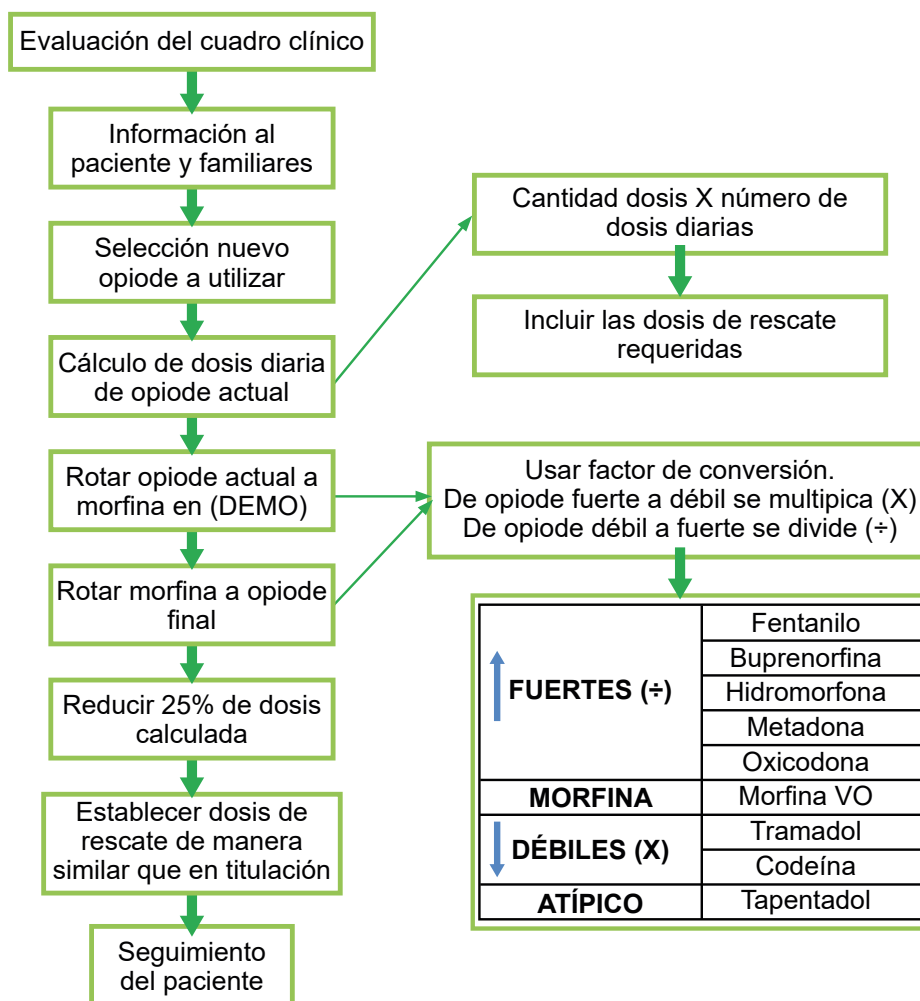 Evaluación del cuadro clínico
Información al
paciente y familiares
Selección nuevo
opiode a utilizar
Cálculo de dosis diaria
de opiode actual
Cantidad dosis X número de
dosis diarias
Incluir las dosis de rescate
requeridas
Rotar opiode actual a
morfina en (DEMO)
Rotar morfina a opiode
final
Usar factor de conversión.
De opiode fuerte a débil se multipica (X)
De opiode débil a fuerte se divide (÷)
FUERTES (÷)
Fentanilo
Buprenorfina
Hidromorfona
Metadona
Oxicodona
MORFINA
Morfina VO
DÉBILES (X)
Tramadol
Codeína
ATÍPICO
Tapentadol
Reducir 25% de dosis
calculada
Establecer dosis de
rescate de manera
similar que en titulación
Seguimiento
del paciente